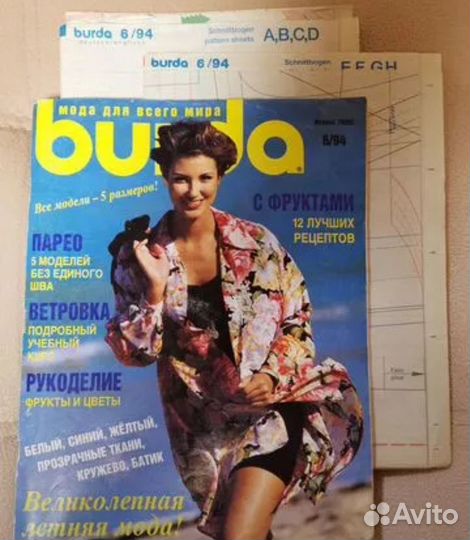 burda 6/94
Schnittbogen
pattern sheets
A,B,C,D
burda 6/94
Schnittbogen
E,F,G,H
мода для всего мира
burda
6/94
Все модели – 5 размеров!
С ФРУКТАМИ
12 ЛУЧШИХ
РЕЦЕПТОВ
ПАРЕО
5 МОДЕЛЕЙ
БЕЗ ЕДИНОГО
ШВА
ВЕТРОВКА
ПОДРОБНЫЙ
УЧЕБНЫЙ
КУРС
РУКОДЕЛИЕ
ФРУКТЫ И ЦВЕТЫ
БЕЛЫЙ, СИНИЙ, ЖЁЛТЫЙ,
ПРОЗРАЧНЫЕ ТКАНИ,
КРУЖЕВО, БАТИК
Великолепная
летняя мода!
Avito